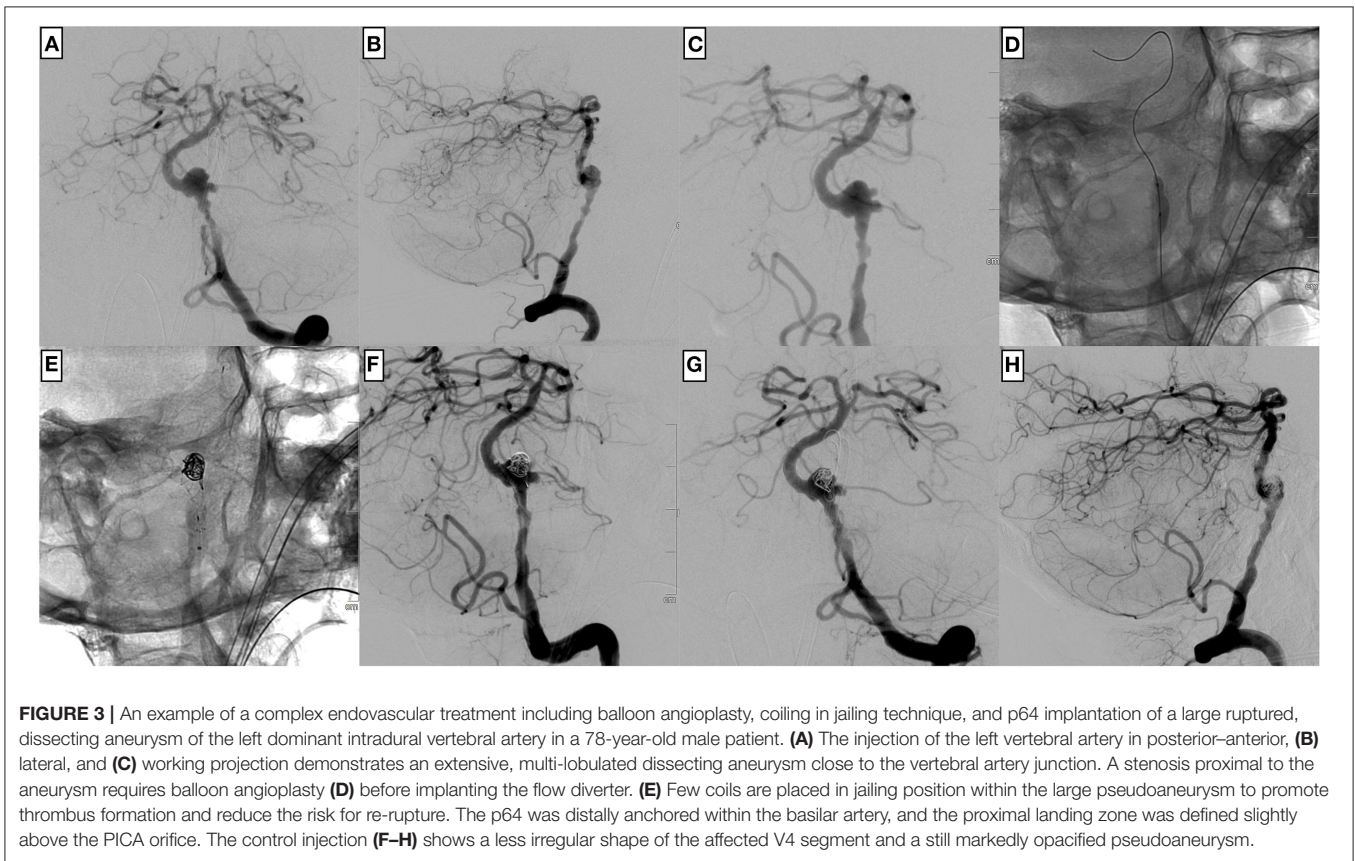 A
B
C
D
cm
cm
E
F
G
H
cm
cm
FIGURE 3 | An example of a complex endovascular treatment including balloon angioplasty, coiling in jailing technique, and p64 implantation of a large ruptured,
dissecting aneurysm of the left dominant intradural vertebral artery in a 78-year-old male patient. (A) The injection of the left vertebral artery in posterior–anterior, (B)
lateral, and (C) working projection demonstrates an extensive, multi-lobulated dissecting aneurysm close to the vertebral artery junction. A stenosis proximal to the
aneurysm requires balloon angioplasty (D) before implanting the flow diverter. (E) Few coils are placed in jailing position within the large pseudoaneurysm to promote
thrombus formation and reduce the risk for re-rupture. The p64 was distally anchored within the basilar artery, and the proximal landing zone was defined slightly
above the PICA orifice. The control injection (F–H) shows a less irregular shape of the affected V4 segment and a still markedly opacified pseudoaneurysm.